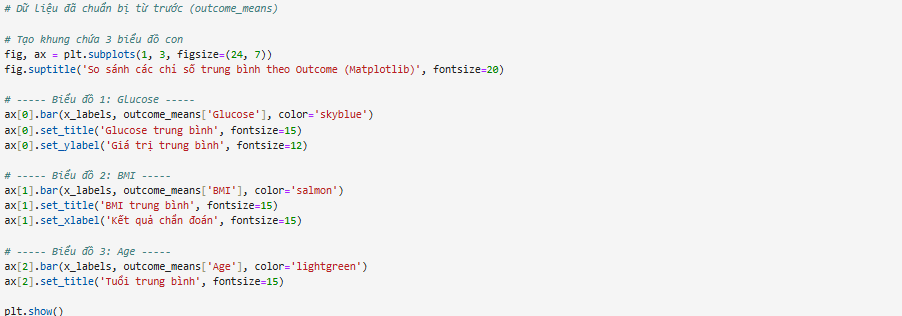 # Dữ liệu đã chuẩn bị từ trước (outcome_means)
# Tạo khung chứa 3 biểu đồ con
fig, ax = plt.subplots(1, 3, figsize=(24, 7))
fig.suptitle('So sánh các chỉ số trung bình theo Outcome (Matplotlib)', fontsize=20)
# ----- Biểu đồ 1: Glucose -----
ax[0].bar(x_labels, outcome_means['Glucose'], color='skyblue')
ax[0].set_title('Glucose trung bình', fontsize=15)
ax[0].set_ylabel('Giá trị trung bình', fontsize=12)
# ----- Biểu đồ 2: BMI -----
ax[1].bar(x_labels, outcome_means['BMI'], color='salmon')
ax[1].set_title('BMI trung bình', fontsize=15)
ax[1].set_xlabel('Kết quả chẩn đoán', fontsize=15)
# ----- Biểu đồ 3: Age -----
ax[2].bar(x_labels, outcome_means['Age'], color='lightgreen')
ax[2].set_title('Tuổi trung bình', fontsize=15)
plt.show()